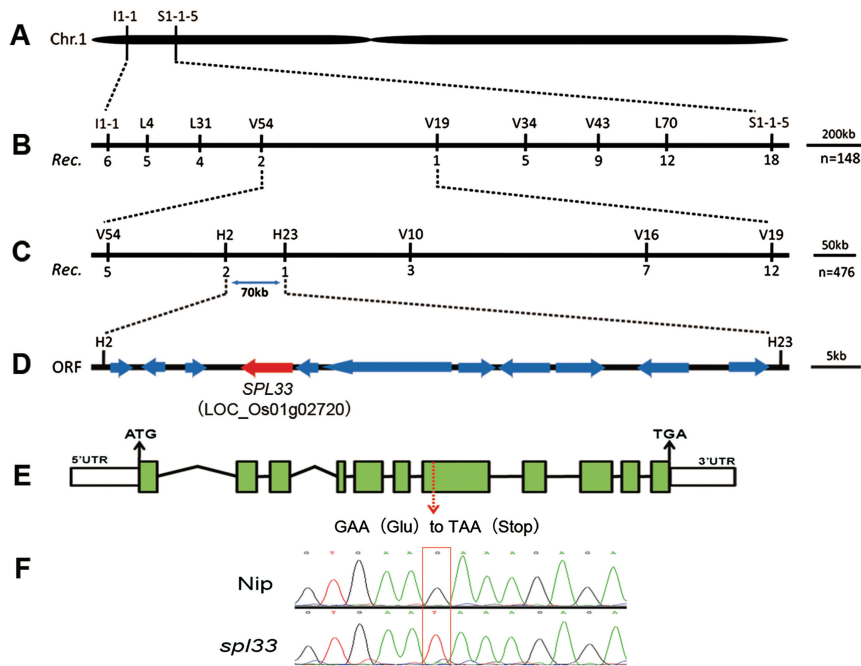 A
I1-1 S1-1-5
Chr.1
B
I1-1 L4 L31 V54 V19 V34 V43 L70 S1-1-5
200kb
Rec. 6 5 4 2 1 5 9 12 18
n=148
C
V54 H2 H23 V10 V16 V19
50kb
Rec. 5 2 1 3 7 12
n=476
70kb
D
H2 H23
ORF
5kb
SPL33
(LOC_Os01g02720)
E
ATG TGA
5'UTR 3'UTR
GAA (Glu) to TAA (Stop)
F
G T G A A G A A A G A G A
Nip
G T G A A T A A A G A G A
spl33